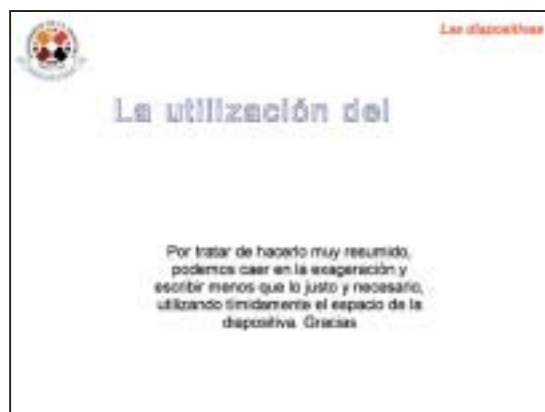 Las diapositivas
La utilización del
Por tratar de hacerlo muy resumido,
podemos caer en la exageración y
escribir menos que lo justo y necesario,
utilizando tímidamente el espacio de la
diapositiva. Gracias